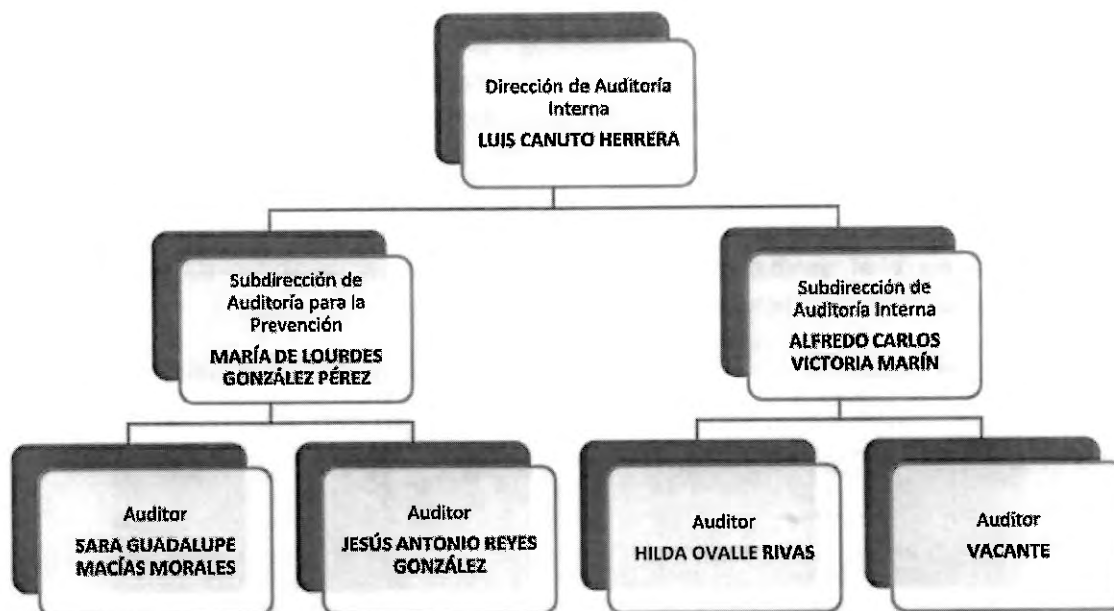 Dirección de Auditoría
Interna
LUIS CANUTO HERRERA
Subdirección de
Auditoría para la
Prevención
MARÍA DE LOURDES
GONZÁLEZ PÉREZ
Subdirección de
Auditoría Interna
ALFREDO CARLOS
VICTORIA MARÍN
Auditor
SARA GUADALUPE
MACÍAS MORALES
Auditor
JESÚS ANTONIO REYES
GONZÁLEZ
Auditor
HILDA OVALLE RIVAS
Auditor
VACANTE